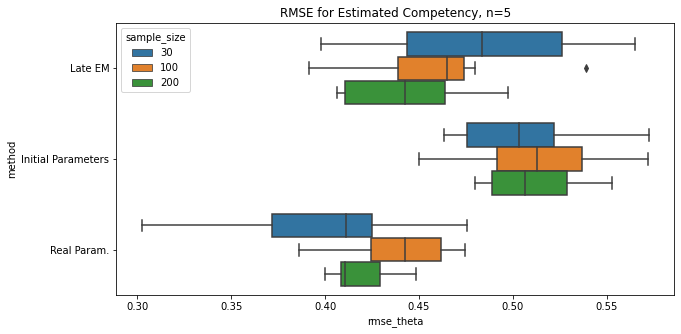 RMSE for Estimated Competency, n=5
sample_size
30
100
200
Late EM
Initial Parameters
Real Param.
method
0.30 0.35 0.40 0.45 0.50 0.55
rmse_theta